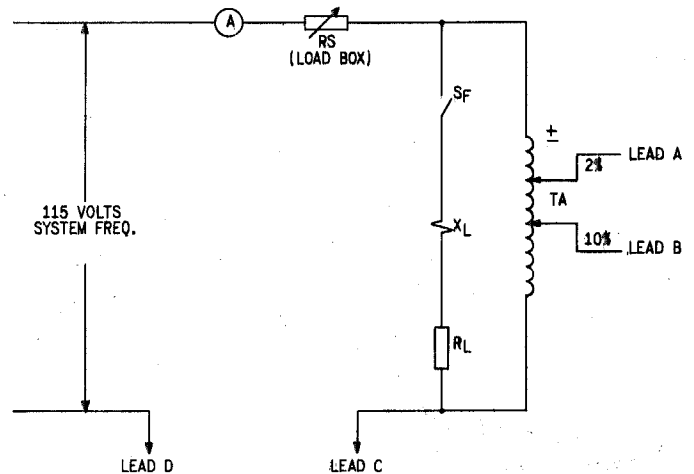 A
RS
(LOAD BOX)
SF
±
2%
LEAD A
TA
115 VOLTS
SYSTEM FREQ.
XL
10%
LEAD B
RL
LEAD D
LEAD C